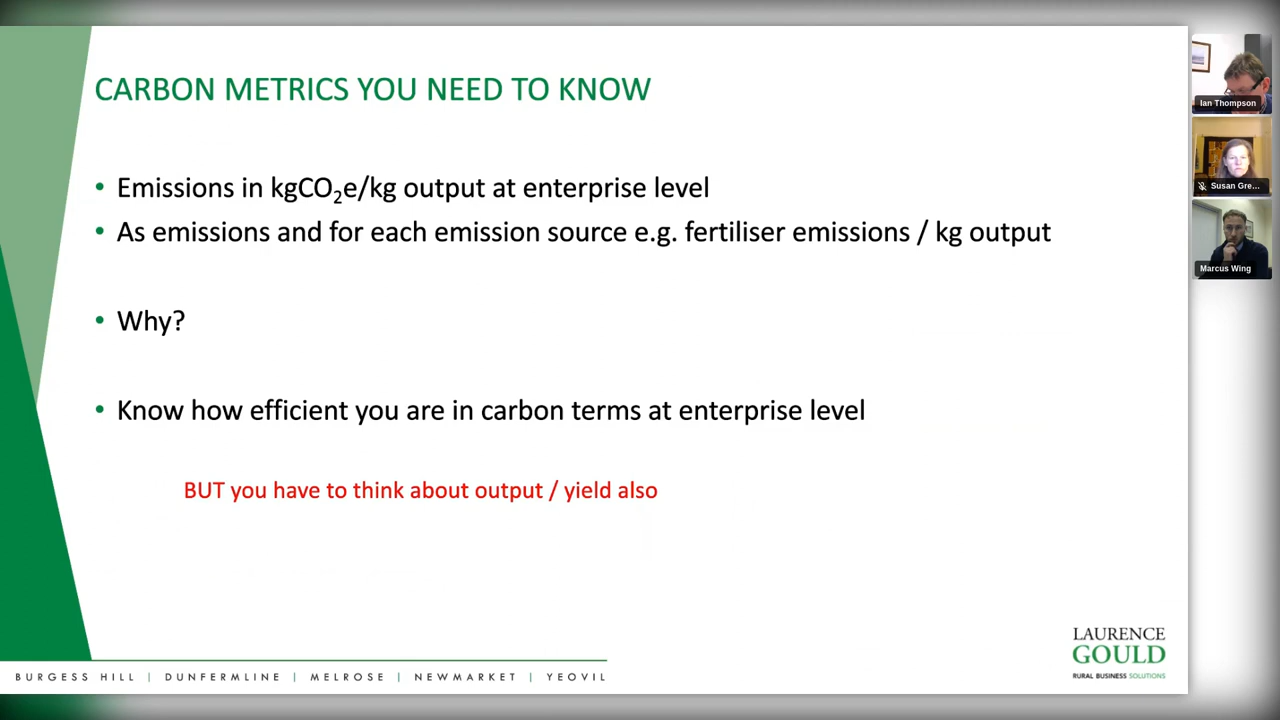 CARBON METRICS YOU NEED TO KNOW
• Emissions in kgCO₂e/kg output at enterprise level
• As emissions and for each emission source e.g. fertiliser emissions / kg output
• Why?
• Know how efficient you are in carbon terms at enterprise level
BUT you have to think about output / yield also
LAURENCE
GOULD
RURAL BUSINESS SOLUTIONS
BURGESS HILL | DUNFERMLINE | MELROSE | NEWMARKET | YEOVIL
Ian Thompson
Susan Gre...
Marcus Wing